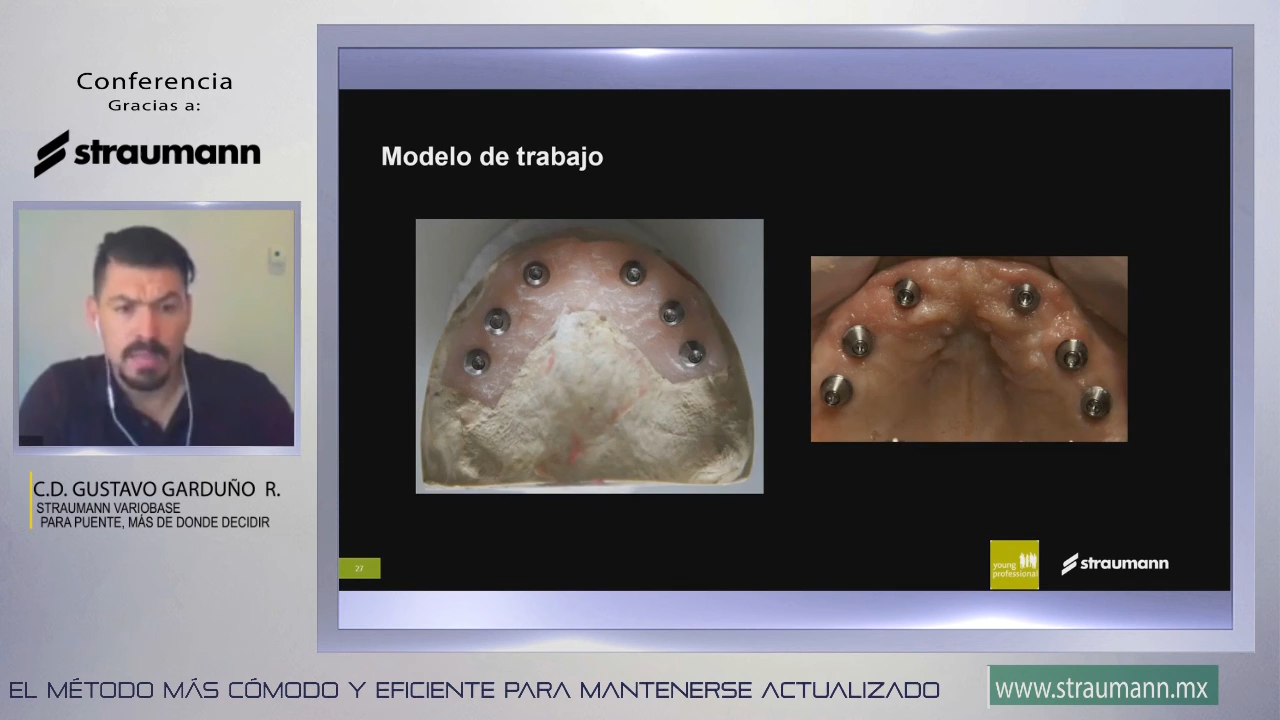 Conferencia
Gracias a:
straumann
C.D. GUSTAVO GARDUÑO R.
STRAUMANN VARIOBASE
PARA PUENTE, MÁS DE DONDE DECIDIR
Modelo de trabajo
27
young
professional
straumann
EL MÉTODO MÁS CÓMODO Y EFICIENTE PARA MANTENERSE ACTUALIZADO
www.straumann.mx